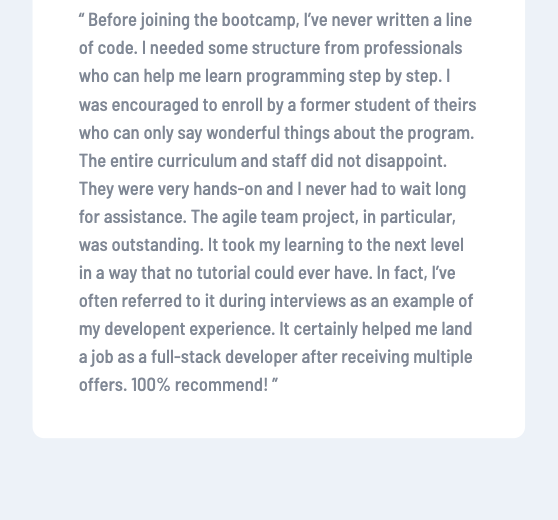 “ Before joining the bootcamp, I’ve never written a line
of code. I needed some structure from professionals
who can help me learn programming step by step. I
was encouraged to enroll by a former student of theirs
who can only say wonderful things about the program.
The entire curriculum and staff did not disappoint.
They were very hands-on and I never had to wait long
for assistance. The agile team project, in particular,
was outstanding. It took my learning to the next level
in a way that no tutorial could ever have. In fact, I’ve
often referred to it during interviews as an example of
my developent experience. It certainly helped me land
a job as a full-stack developer after receiving multiple
offers. 100% recommend! ”